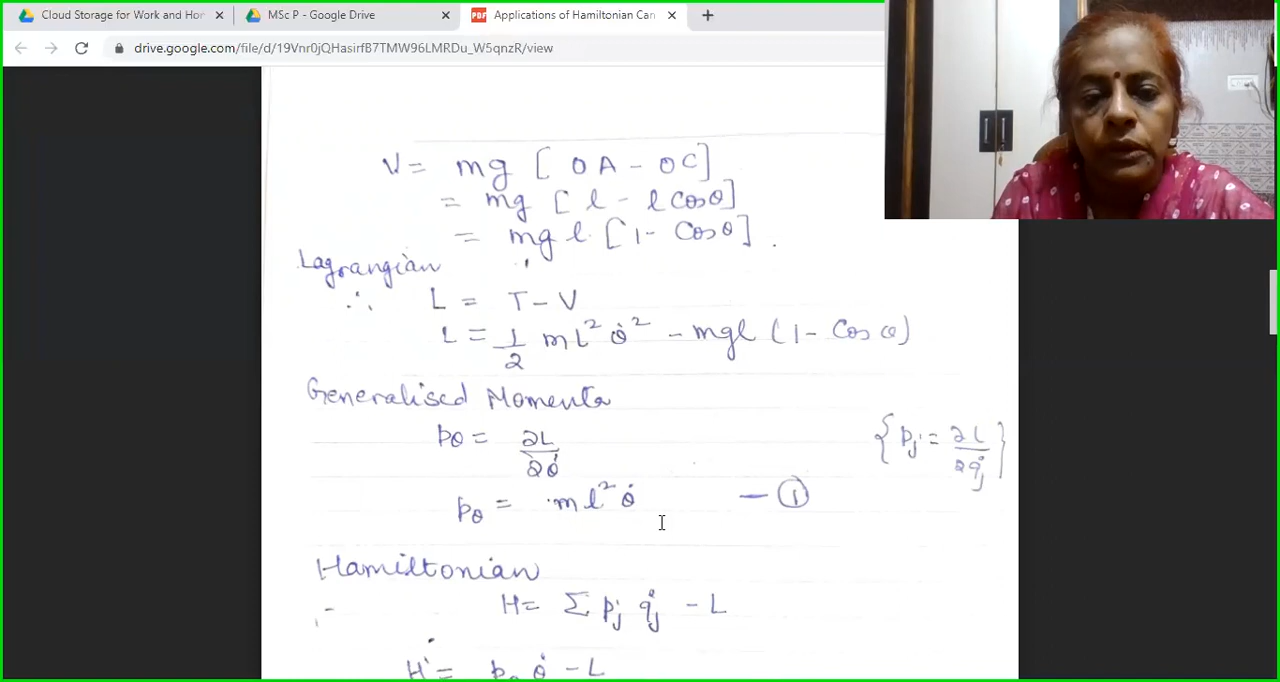 Cloud Storage for Work and Hor
MSc P - Google Drive
Applications of Hamiltonian Can
drive.google.com/file/d/19Vnr0jQHasirfB7TMW96LMRDu_W5qnzR/view
V = mg [ OA - OC ]
= mg [ l - l Cosθ ]
= mg l [ 1 - Cosθ ] .
Lagrangian
∴ L = T - V
L = 1/2 m l² θ̇² - mgl (1 - Cos θ)
Generalised Momenta
pθ = ∂L/∂θ̇ { pj = ∂L/∂q̇j }
pθ = m l² θ̇ — ①
Hamiltonian
∴ H = Σ pj q̇j - L
H = pθ θ̇ - L